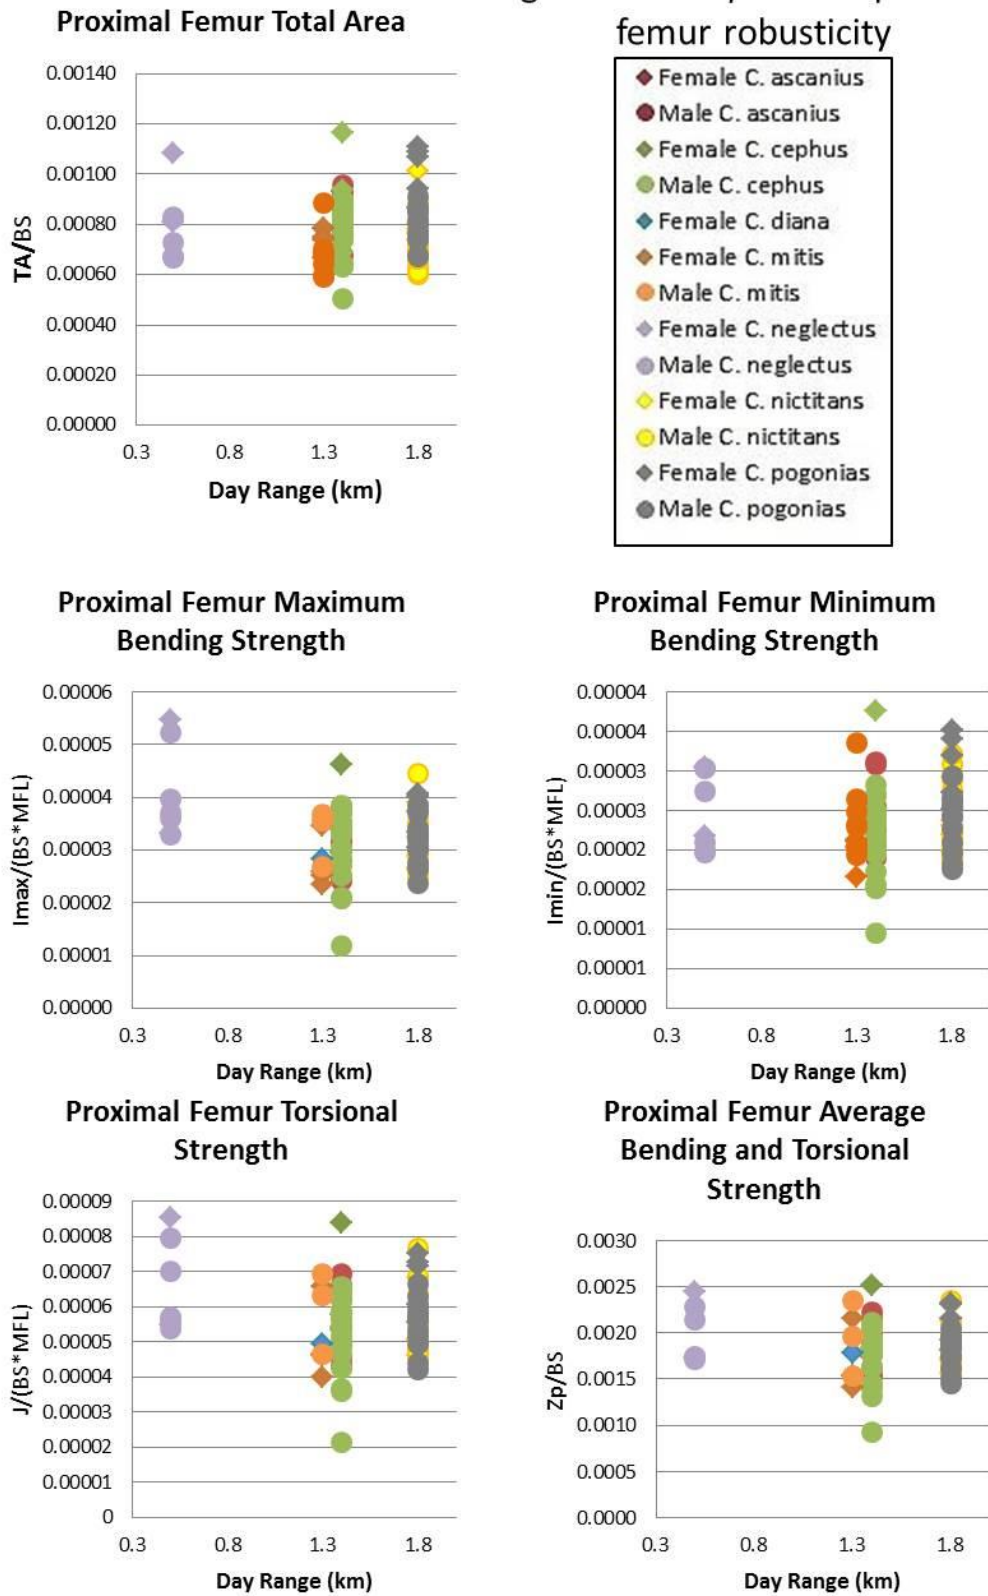 Proximal Femur Total Area
femur robusticity
0.00140
0.00120
0.00100
0.00080
0.00060
0.00040
0.00020
0.00000
TA/BS
0.3 0.8 1.3 1.8
Day Range (km)
Female C. ascanius
Male C. ascanius
Female C. cephus
Male C. cephus
Female C. diana
Female C. mitis
Male C. mitis
Female C. neglectus
Male C. neglectus
Female C. nictitans
Male C. nictitans
Female C. pogonias
Male C. pogonias
Proximal Femur Maximum
Bending Strength
0.00006
0.00005
0.00004
0.00003
0.00002
0.00001
0.00000
Imax/(BS*MFL)
0.3 0.8 1.3 1.8
Day Range (km)
Proximal Femur Minimum
Bending Strength
0.00004
0.00004
0.00003
0.00003
0.00002
0.00002
0.00001
0.00001
0.00000
Imin/(BS*MFL)
0.3 0.8 1.3 1.8
Day Range (km)
Proximal Femur Torsional
Strength
0.00009
0.00008
0.00007
0.00006
0.00005
0.00004
0.00003
0.00002
0.00001
0
J/(BS*MFL)
0.3 0.8 1.3 1.8
Day Range (km)
Proximal Femur Average
Bending and Torsional
Strength
0.0030
0.0025
0.0020
0.0015
0.0010
0.0005
0.0000
Zp/BS
0.3 0.8 1.3 1.8
Day Range (km)